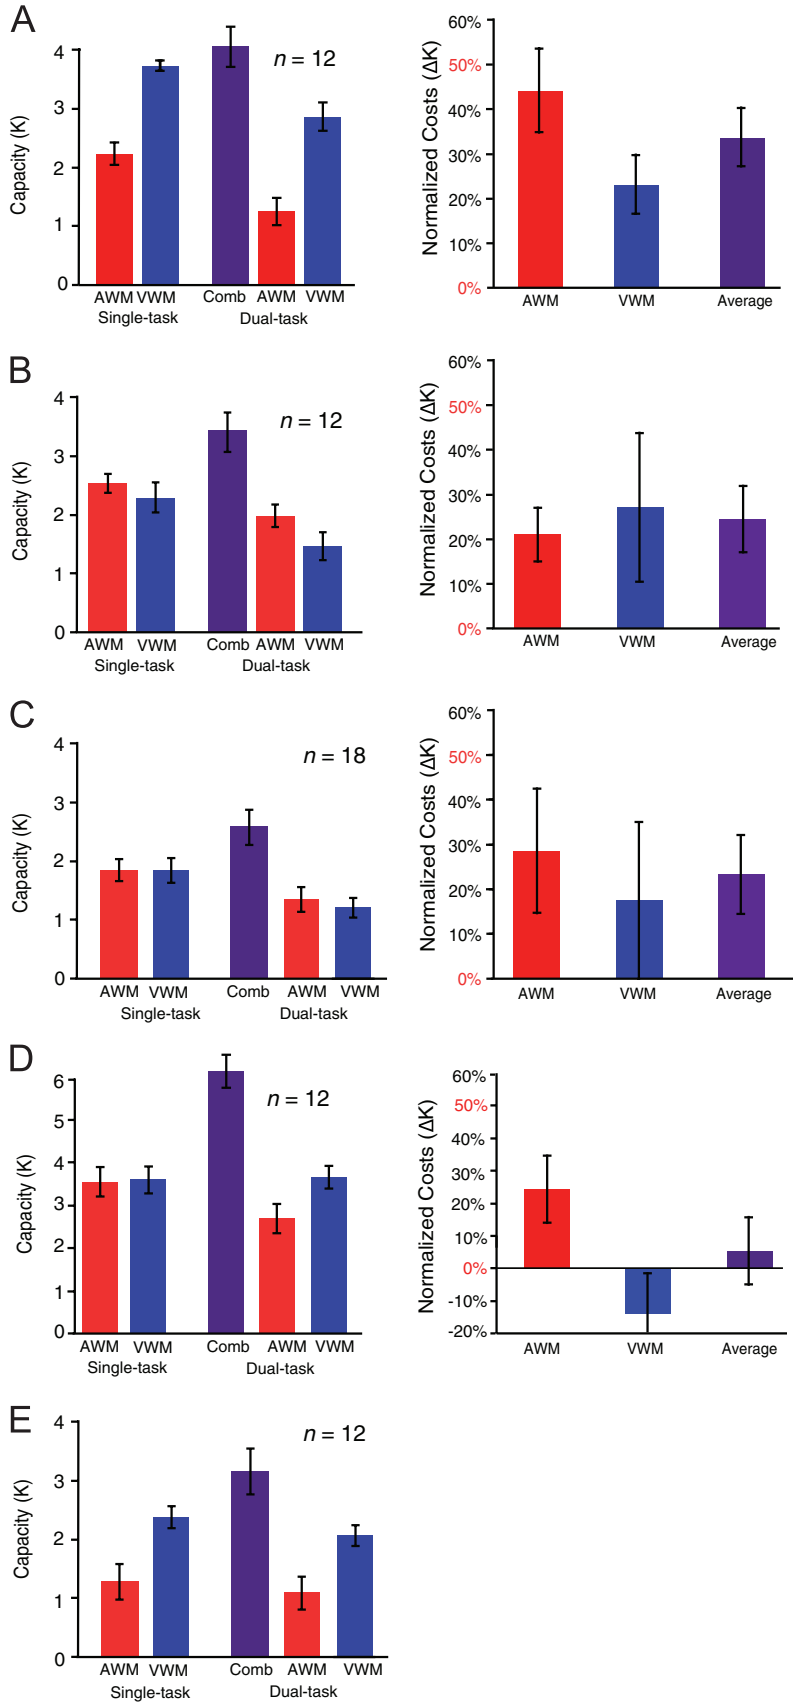 A
Capacity (K)
4
3
2
1
0
n = 12
AWM VWM Comb AWM VWM
Single-task Dual-task
Normalized Costs (ΔK)
60%
50%
40%
30%
20%
10%
0%
AWM VWM Average
B
Capacity (K)
4
3
2
1
0
n = 12
AWM VWM Comb AWM VWM
Single-task Dual-task
Normalized Costs (ΔK)
60%
50%
40%
30%
20%
10%
0%
AWM VWM Average
C
Capacity (K)
4
3
2
1
0
n = 18
AWM VWM Comb AWM VWM
Single-task Dual-task
Normalized Costs (ΔK)
60%
50%
40%
30%
20%
10%
0%
AWM VWM Average
D
Capacity (K)
6
5
4
3
2
1
0
n = 12
AWM VWM Comb AWM VWM
Single-task Dual-task
Normalized Costs (ΔK)
60%
50%
40%
30%
20%
10%
0%
-10%
-20%
AWM VWM Average
E
Capacity (K)
4
3
2
1
0
n = 12
AWM VWM Comb AWM VWM
Single-task Dual-task